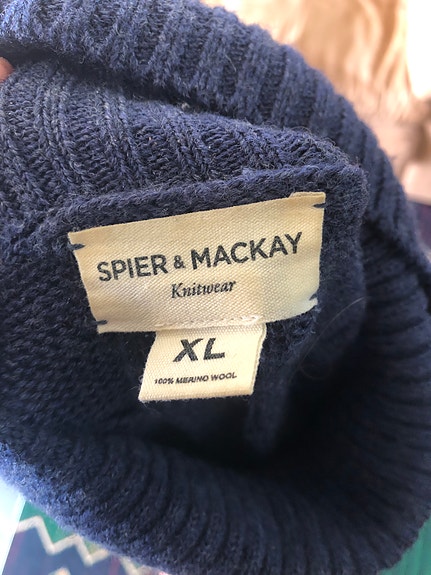 SPIER & MACKAY
Knitwear
XL
100% MERINO WOOL